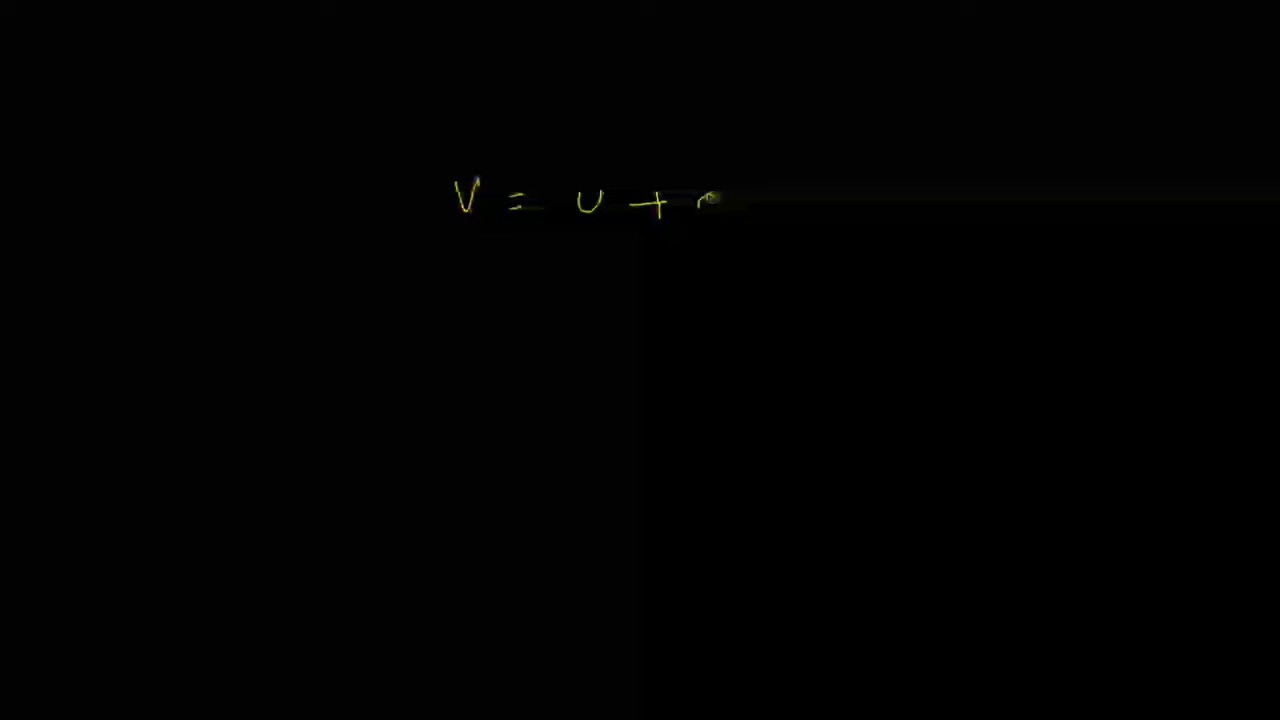 V = u +